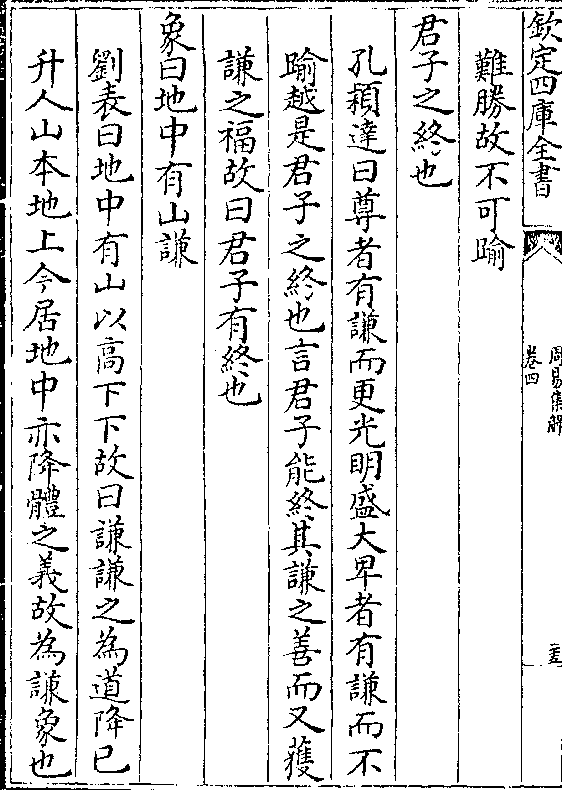 欽定四庫全書
周易集解
卷四
難勝故不可踰
君子之終也
孔穎達曰尊者有謙而更光明盛大卑者有謙而不
踰越是君子之終也言君子能終其謙之善而又獲
謙之福故曰君子有終也
象曰地中有山謙
劉表曰地中有山以高下下故曰謙謙之為道降已
升人山本地上今居地中亦降體之義故為謙象也